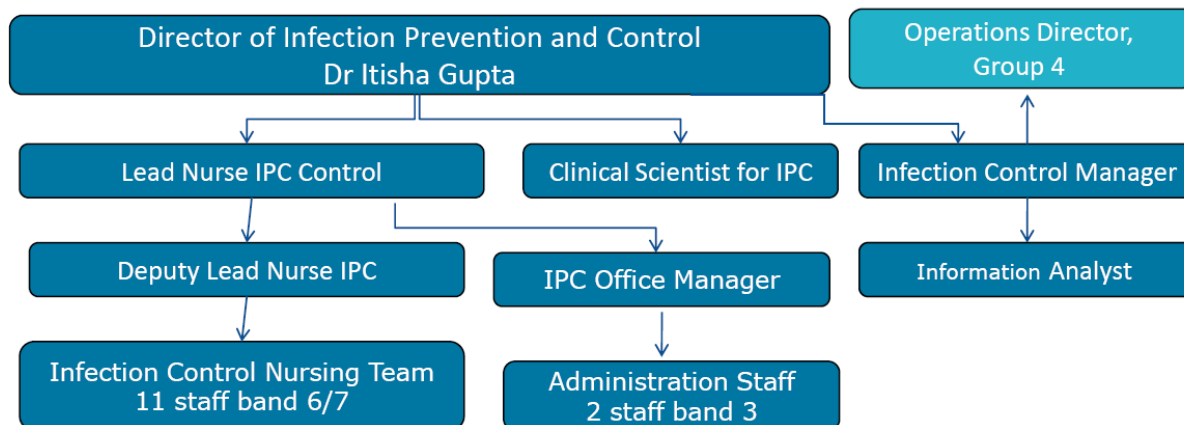 Director of Infection Prevention and Control
Dr Itisha Gupta
Operations Director,
Group 4
Lead Nurse IPC Control
Clinical Scientist for IPC
Infection Control Manager
Deputy Lead Nurse IPC
IPC Office Manager
Information Analyst
Infection Control Nursing Team
11 staff band 6/7
Administration Staff
2 staff band 3